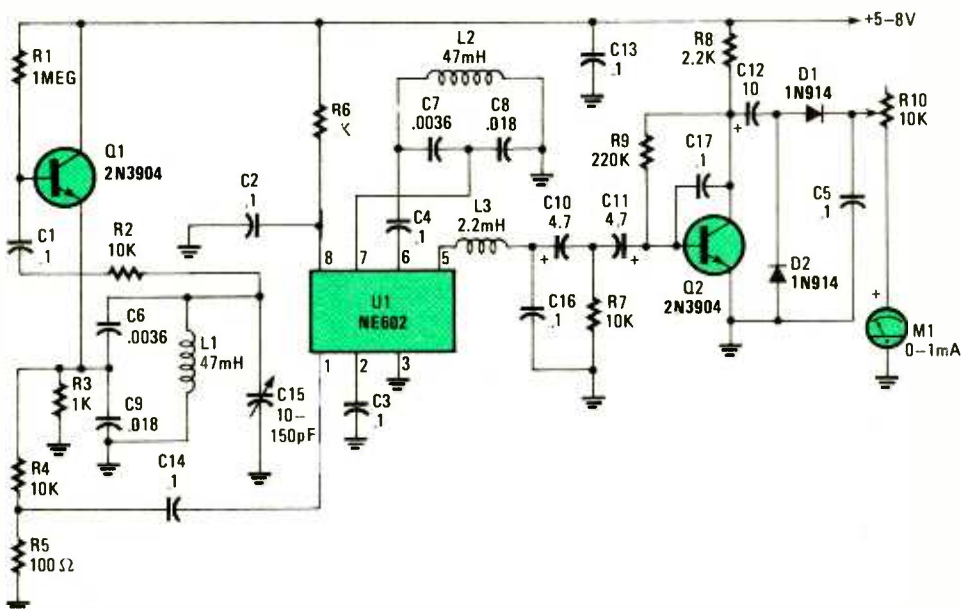 +5-8V
R1
1MEG
Q1
2N3904
C1
.1
R2
10K
C2
.1
R6
L2
47mH
C7
.0036
C8
.018
C13
.1
R8
2.2K
C12
10
+
D1
1N914
R10
10K
R9
220K
C17
.1
C5
.1
C4
.1
L3
2.2mH
C10
4.7
+
C11
4.7
+
8
7
6
5
U1
NE602
1
2
3
C16
.1
R7
10K
Q2
2N3904
D2
1N914
+
M1
0-1mA
C6
.0036
L1
47mH
R3
1K
C9
.018
C15
10-
150pF
C3
.1
R4
10K
C14
.1
R5
100Ω